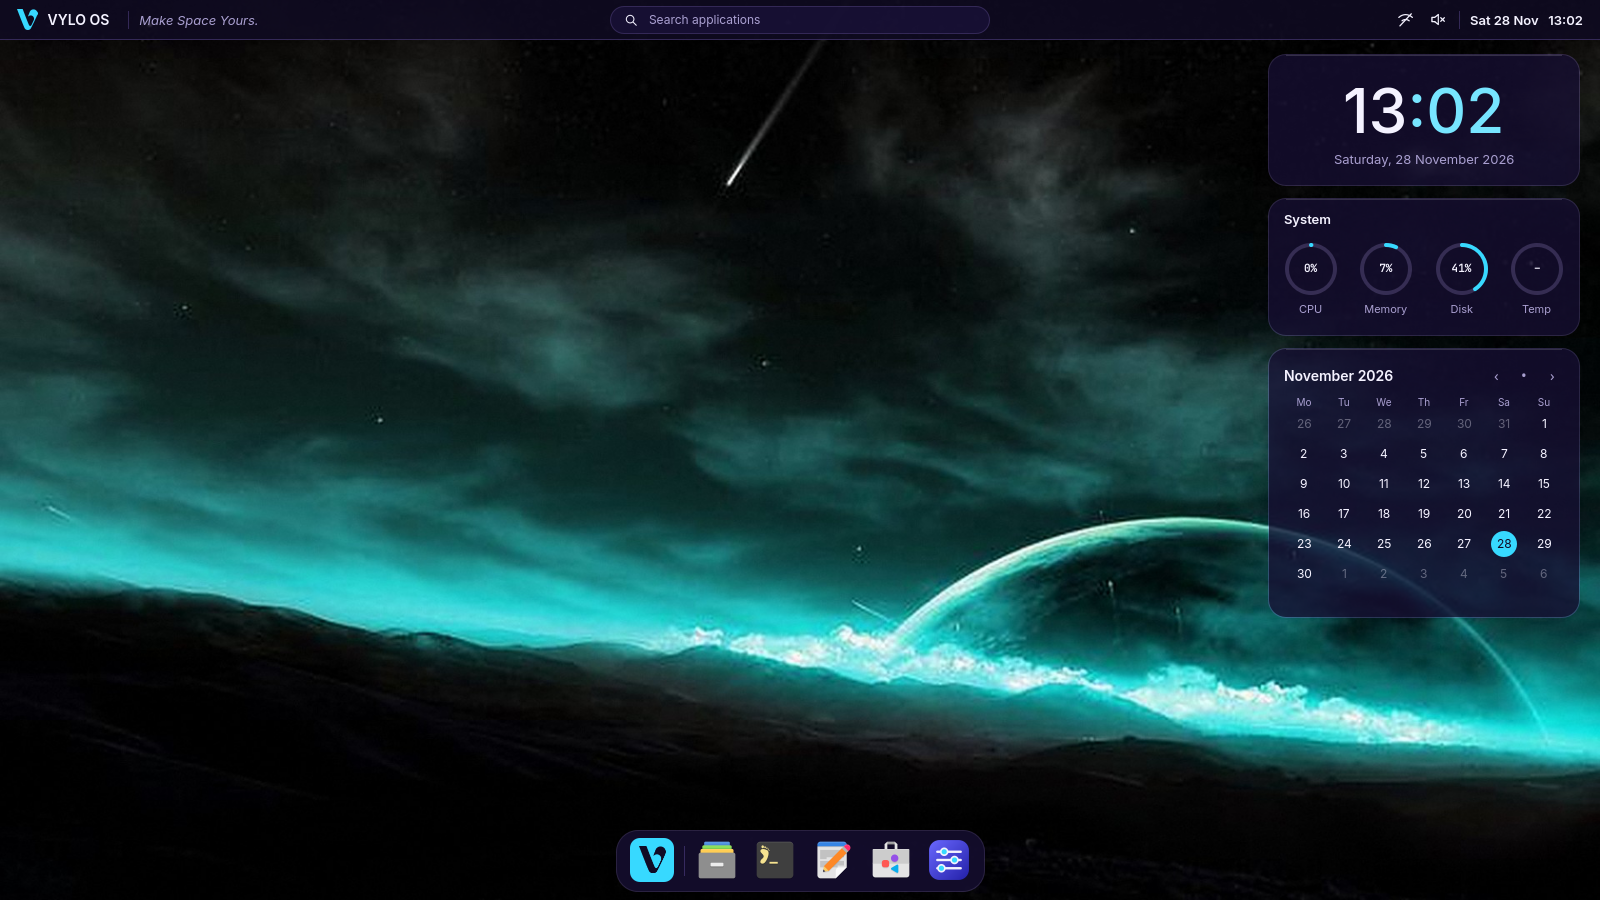 VYLO OS
Make Space Yours.
Search applications
Sat 28 Nov 13:02
13:02
Saturday, 28 November 2026
System
0% 7% 41% –
CPU Memory Disk Temp
November 2026 ‹ • ›
Mo Tu We Th Fr Sa Su
26 27 28 29 30 31 1
2 3 4 5 6 7 8
9 10 11 12 13 14 15
16 17 18 19 20 21 22
23 24 25 26 27 28 29
30 1 2 3 4 5 6